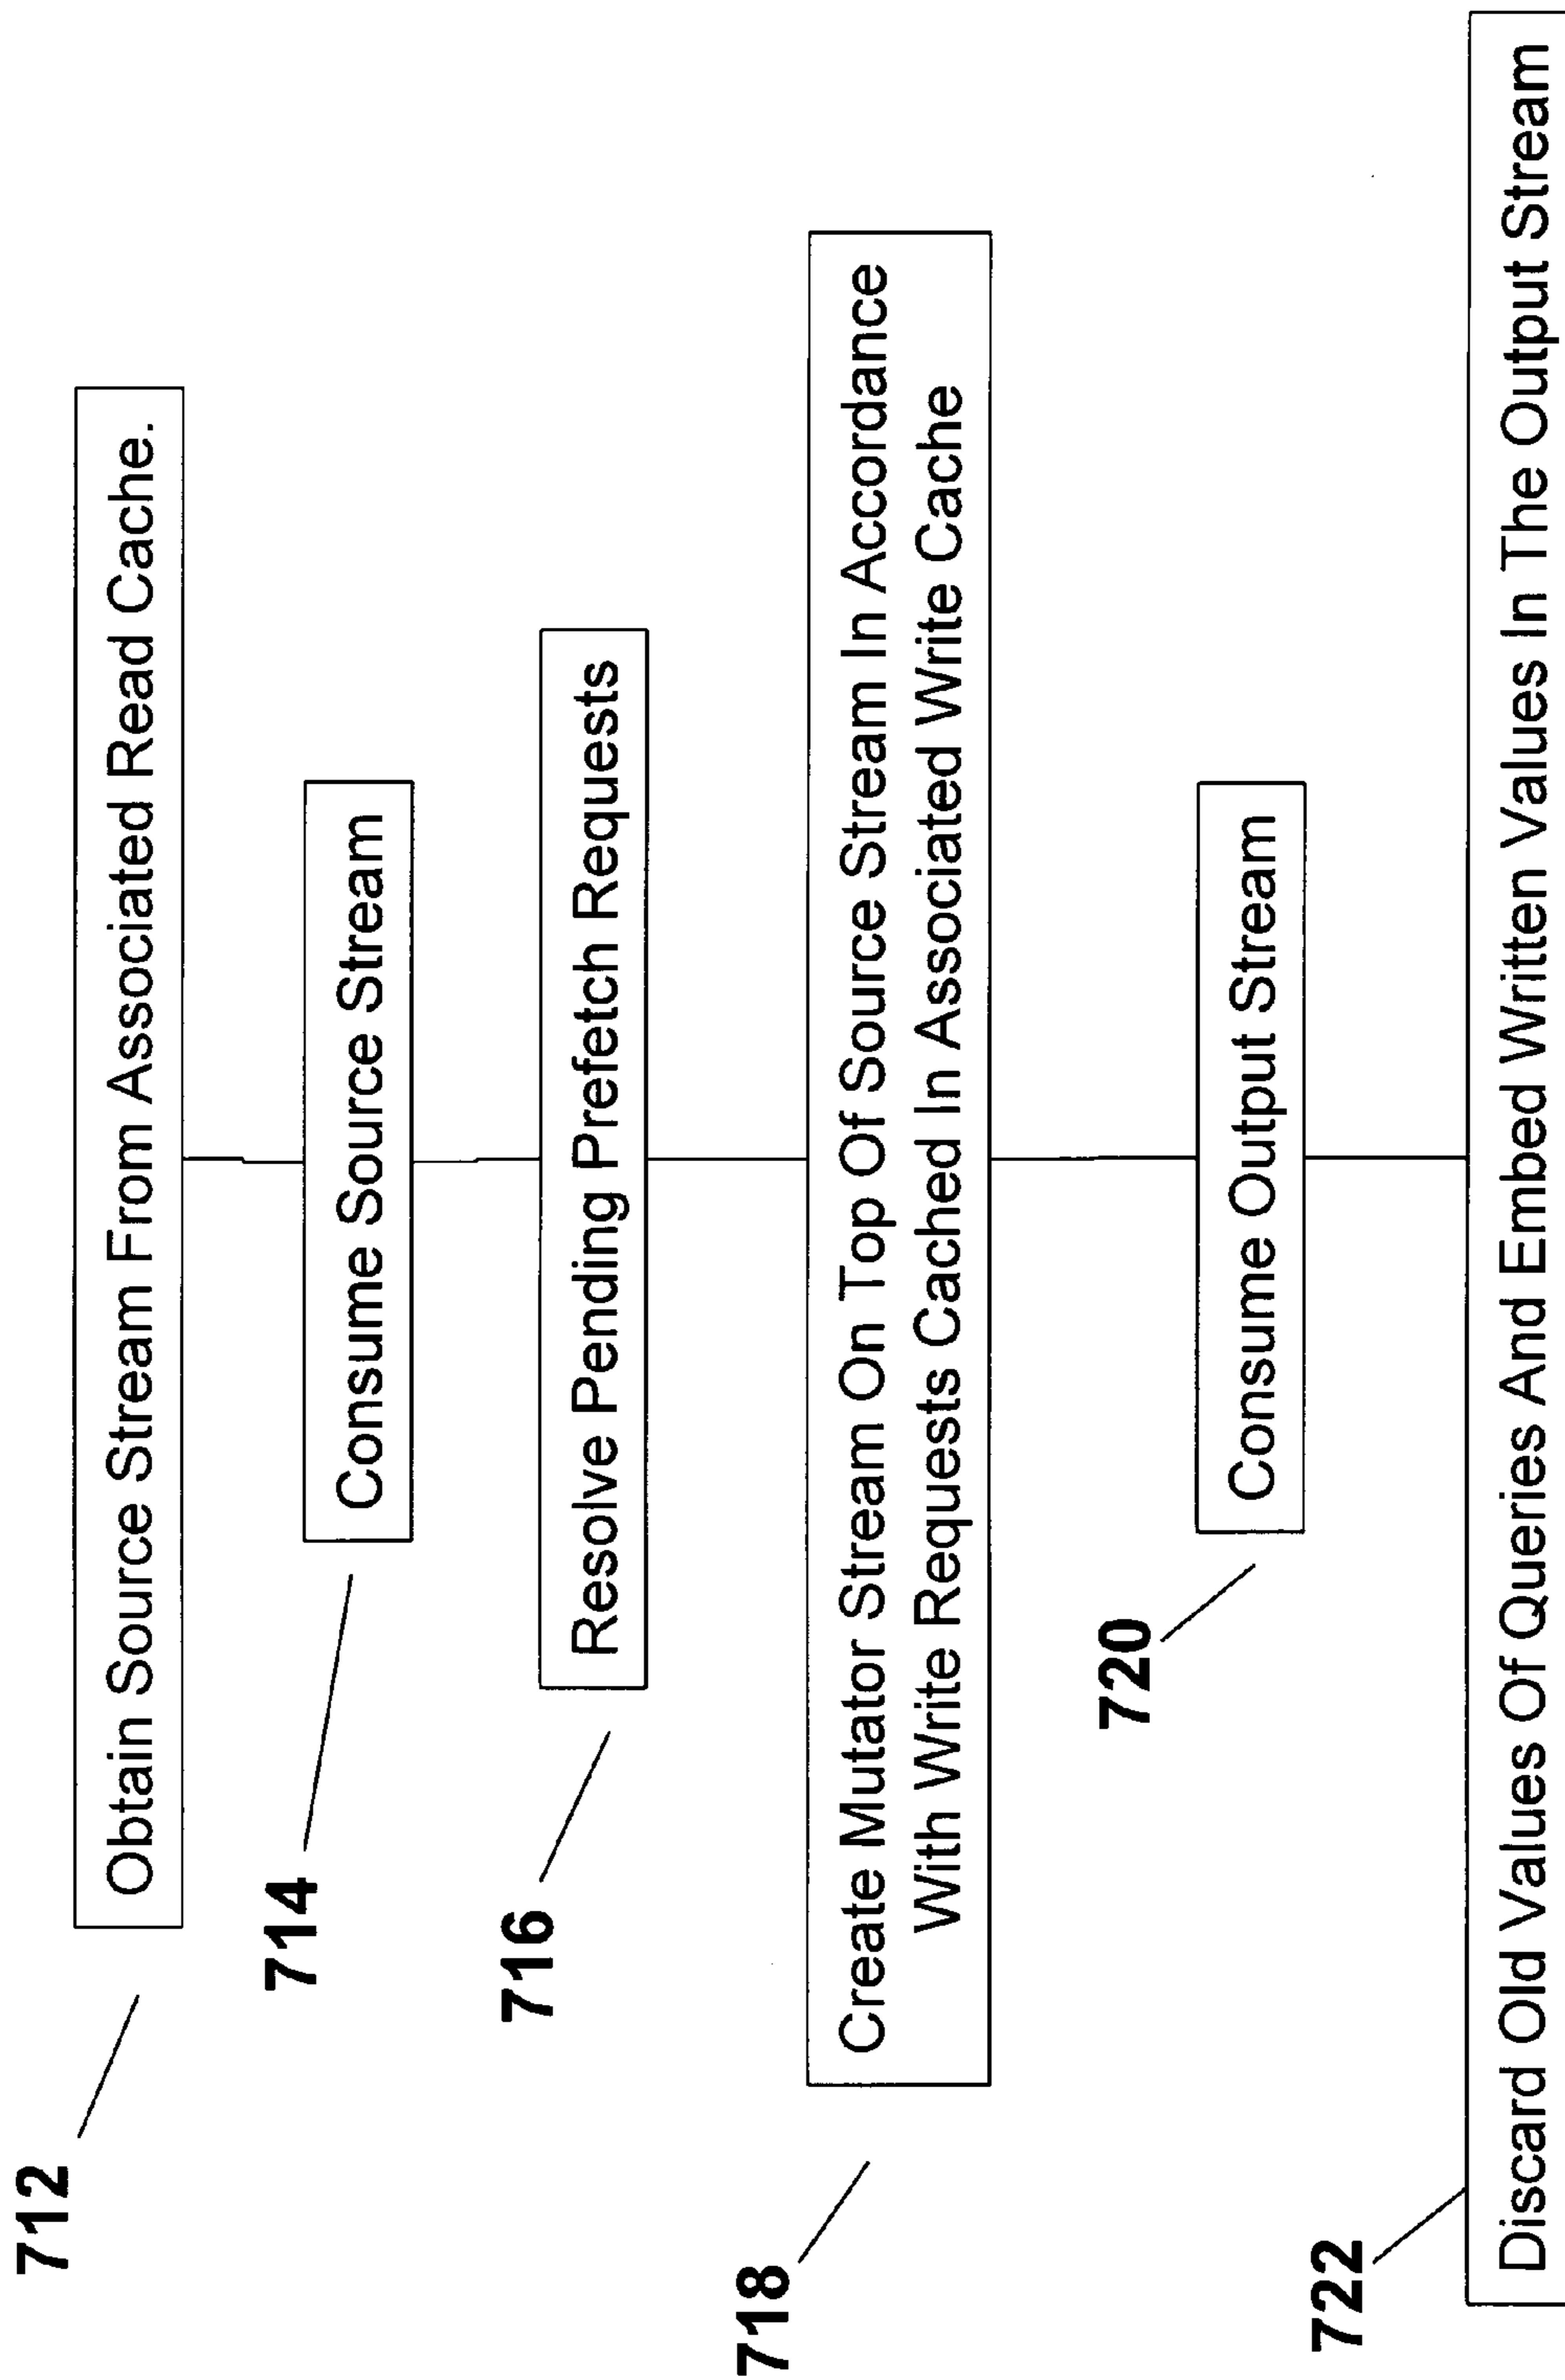 712
Obtain Source Stream From Associated Read Cache.
714
Consume Source Stream
716
Resolve Pending Prefetch Requests
718
Create Mutator Stream On Top Of Source Stream In Accordance
With Write Requests Cached In Associated Write Cache
720
Consume Output Stream
722
Discard Old Values Of Queries And Embed Written Values In The Output Stream